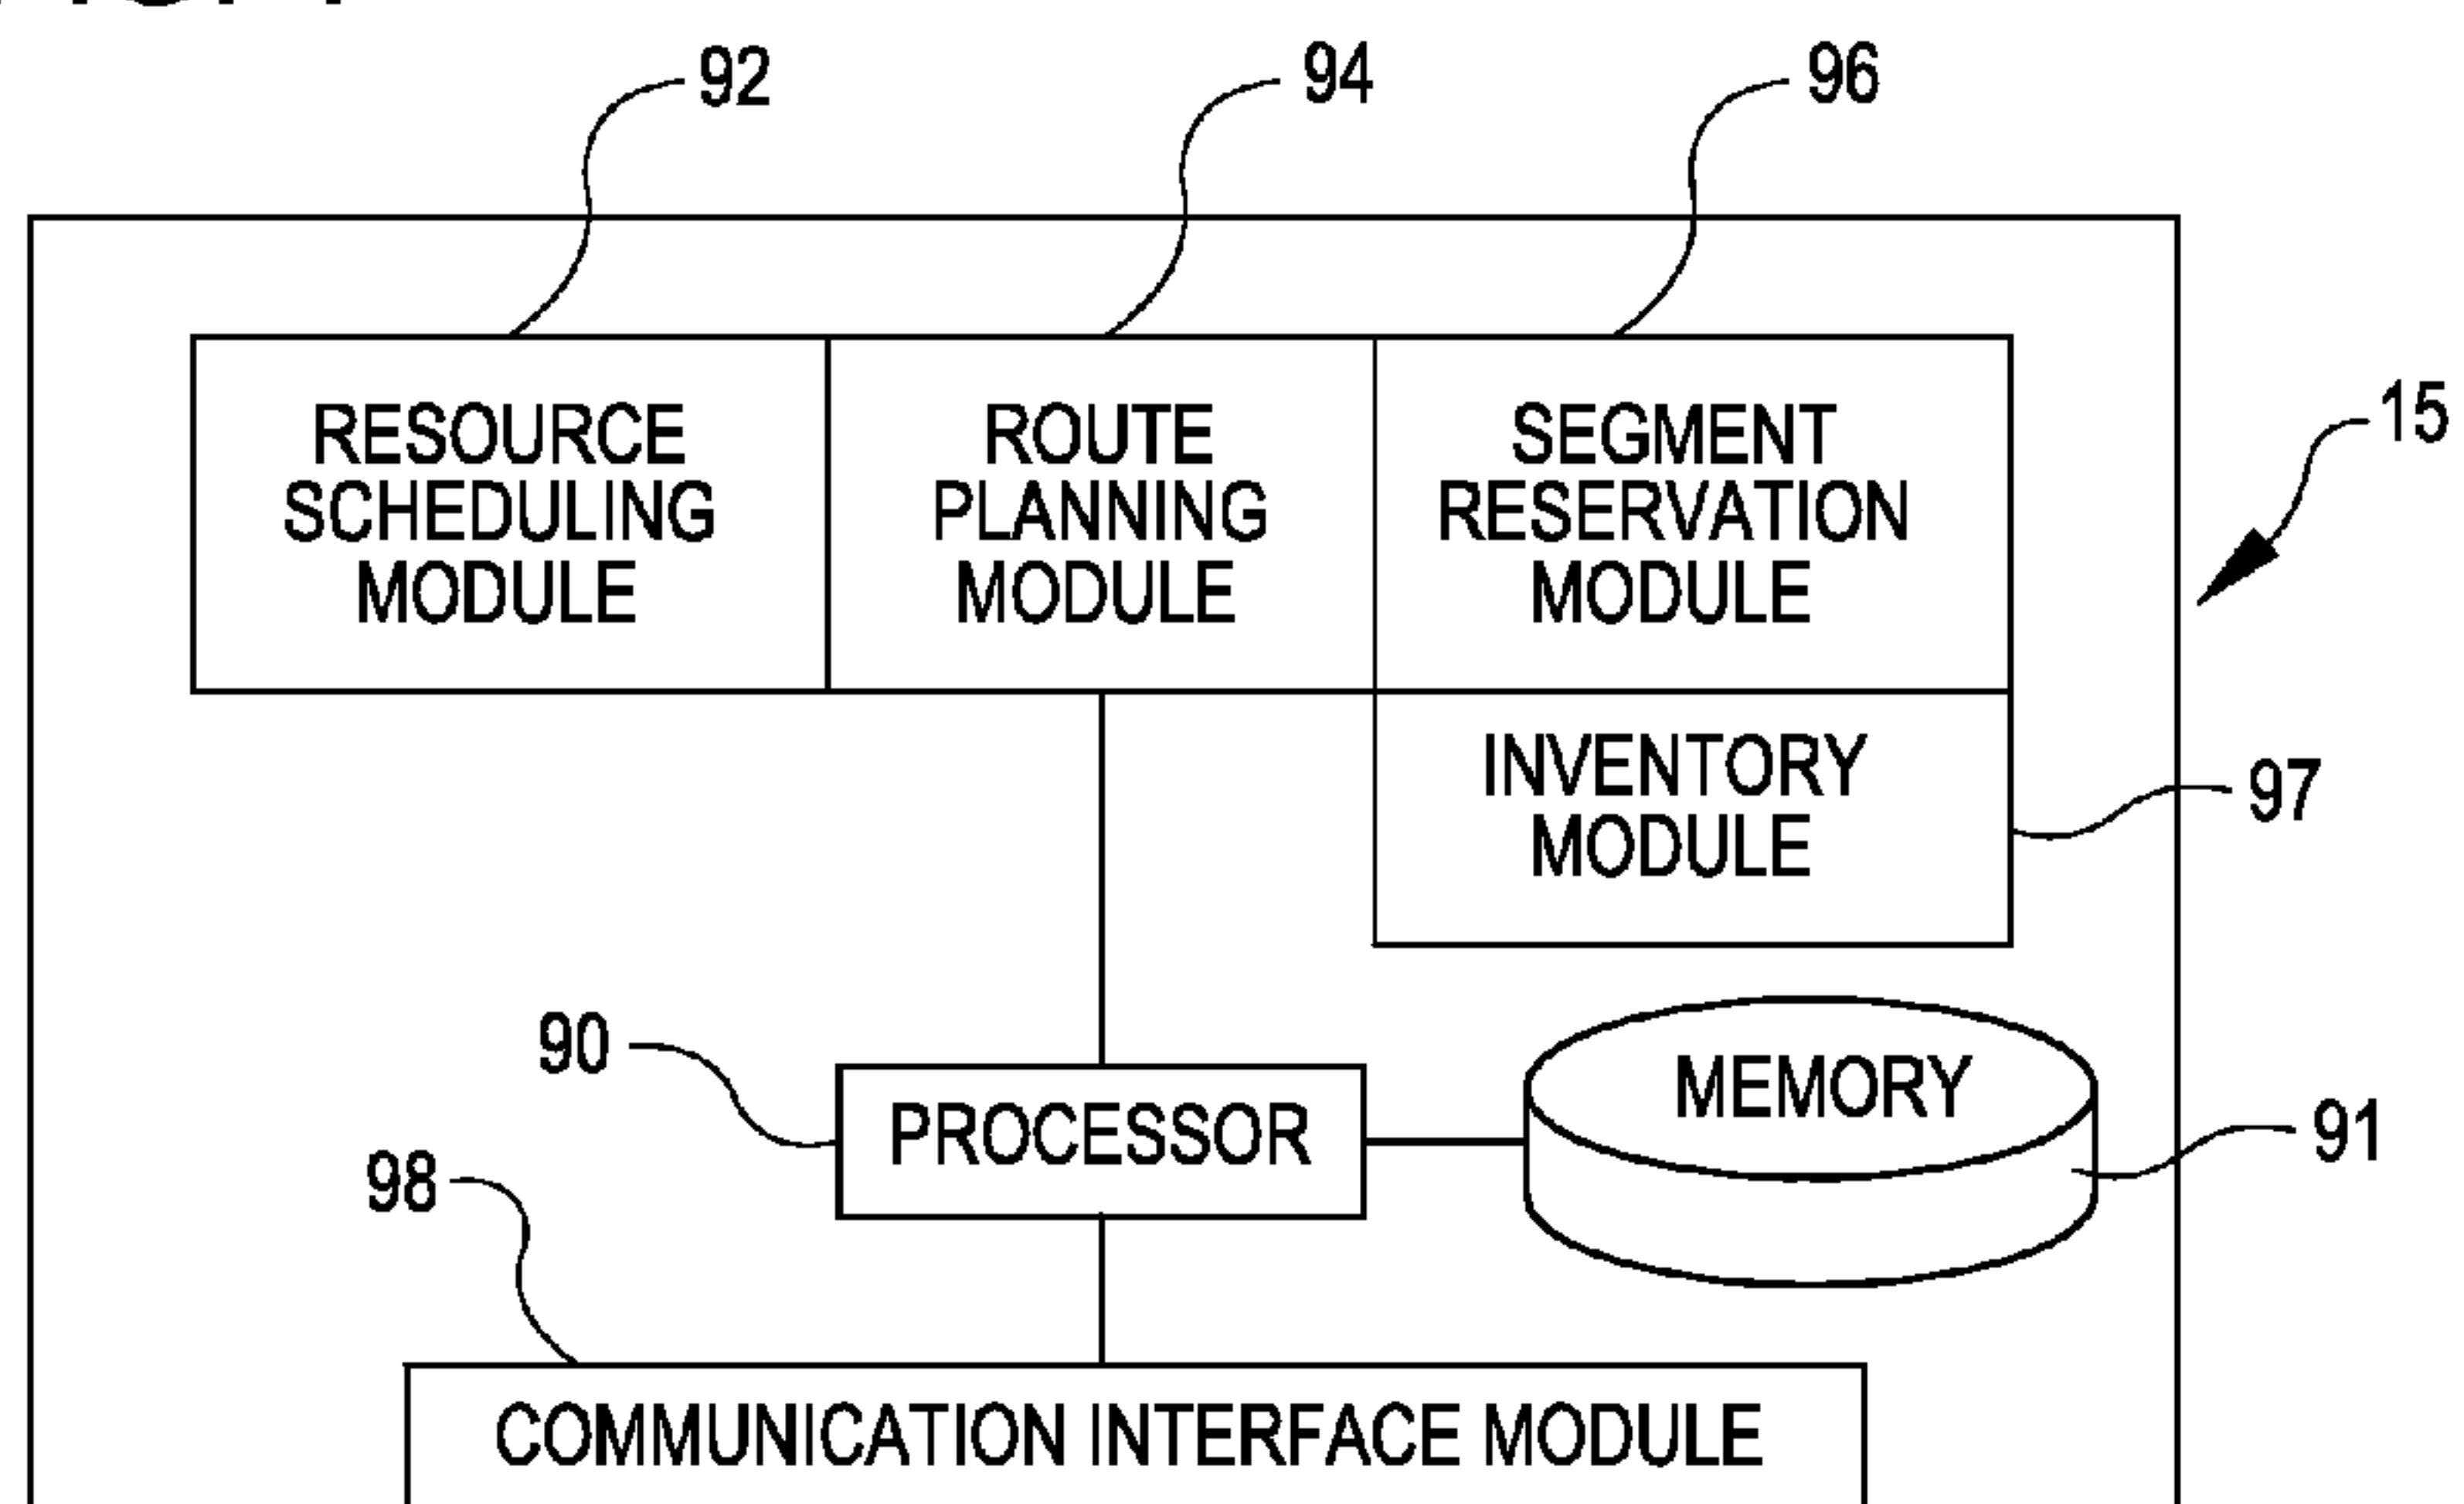 92
94
96
RESOURCE
SCHEDULING
MODULE
ROUTE
PLANNING
MODULE
SEGMENT
RESERVATION
MODULE
15
INVENTORY
MODULE
97
90
PROCESSOR
MEMORY
91
98
COMMUNICATION INTERFACE MODULE